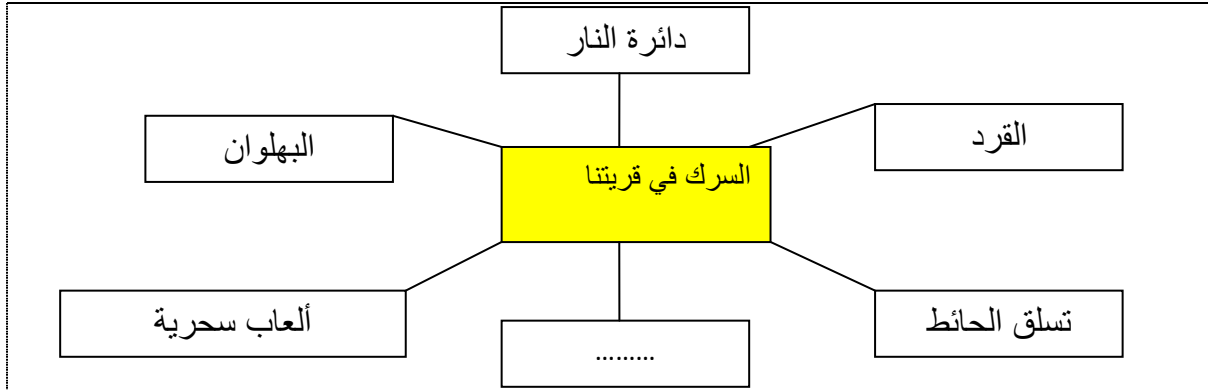 دائرة النار
القرد
البهلوان
السرك في قريتنا
تسلق الحائط
ألعاب سحرية
.........